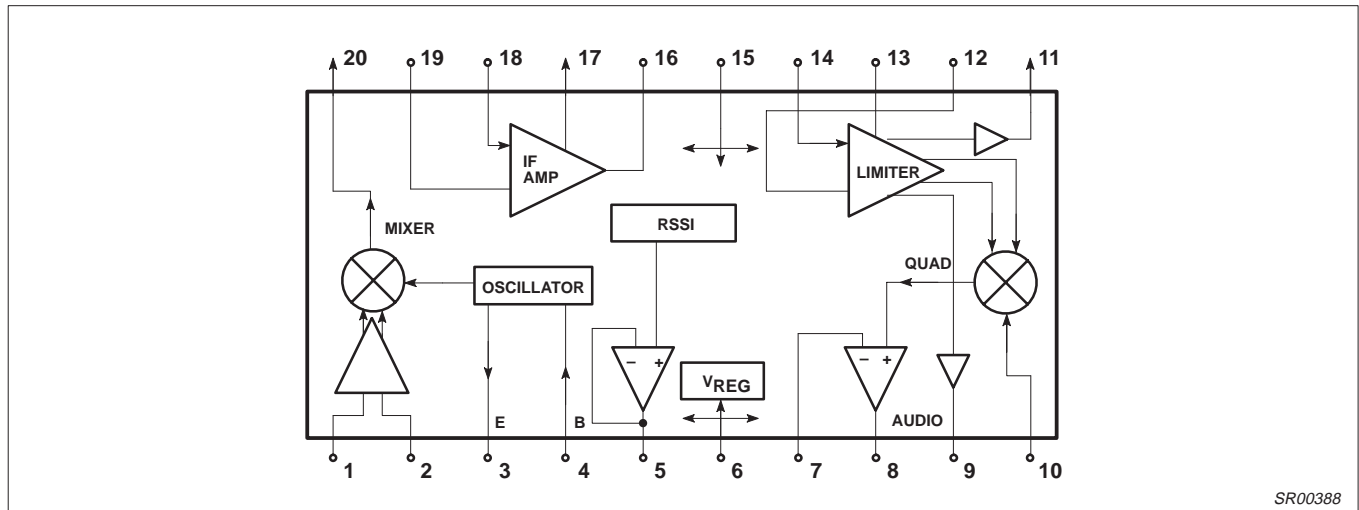 20 19 18 17 16 15 14 13 12 11
IF
AMP
LIMITER
RSSI
MIXER
QUAD
OSCILLATOR
– +
– +
VREG
E B
AUDIO
1 2 3 4 5 6 7 8 9 10
SR00388